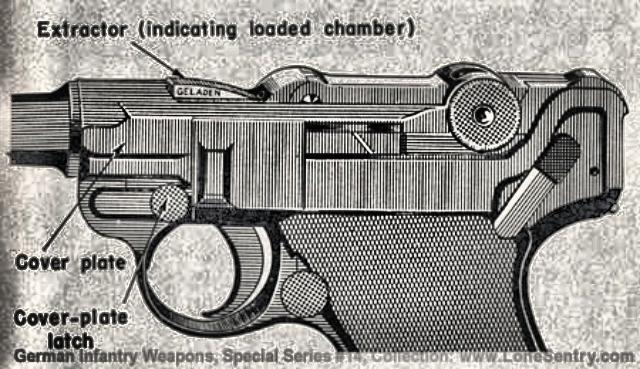 Extractor (indicating loaded chamber)
GELADEN
Cover plate
Cover-plate
latch
German Infantry Weapons, Special Series #14, Collection: www.LoneSentry.com